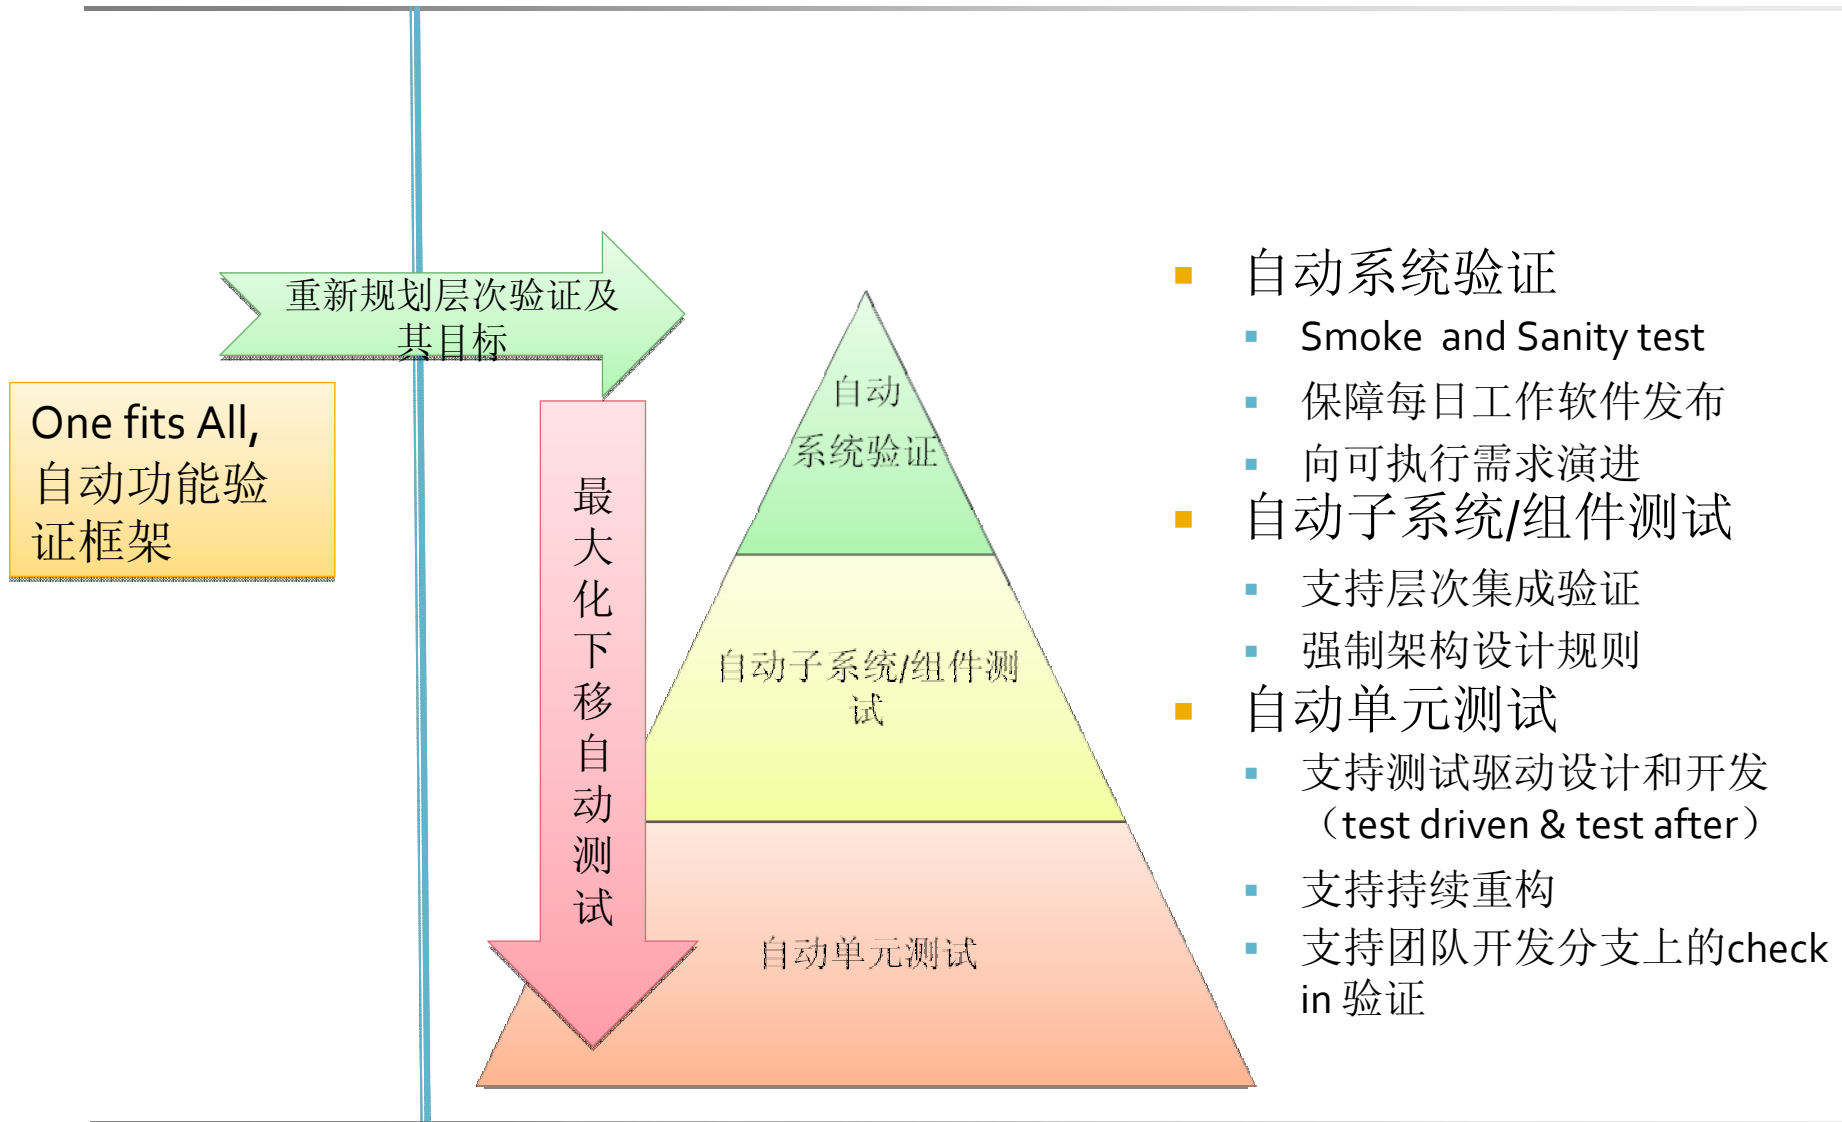 重新规划层次验证及
其目标
One fits All,
自动功能验
证框架
最
大
化
下
移
自
动
测
试
自动
系统验证
自动子系统/组件测
试
自动单元测试
自动系统验证
Smoke and Sanity test
保障每日工作软件发布
向可执行需求演进
自动子系统/组件测试
支持层次集成验证
强制架构设计规则
自动单元测试
支持测试驱动设计和开发
（test driven & test after）
支持持续重构
支持团队开发分支上的check
in 验证